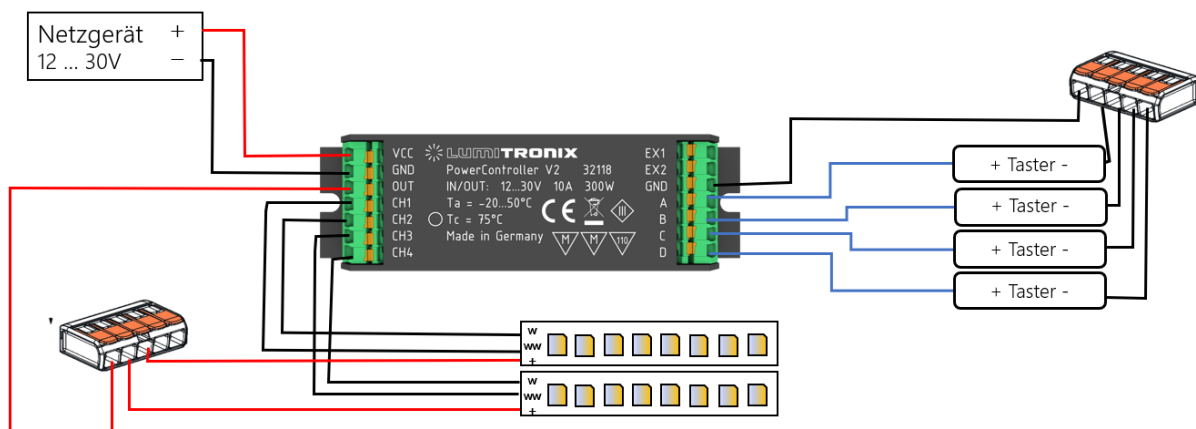 Netzgerät +
12 ... 30V −
VCC LUMITRONIX EX1
GND PowerController V2 32118 EX2
OUT IN/OUT: 12...30V 10A 300W GND
CH1 Ta = -20...50°C A
CH2 Tc = 75°C B
CH3 Made in Germany C
CH4 D
CE
III
M M 110
+ Taster -
+ Taster -
+ Taster -
+ Taster -
W
WW
+
W
WW
+